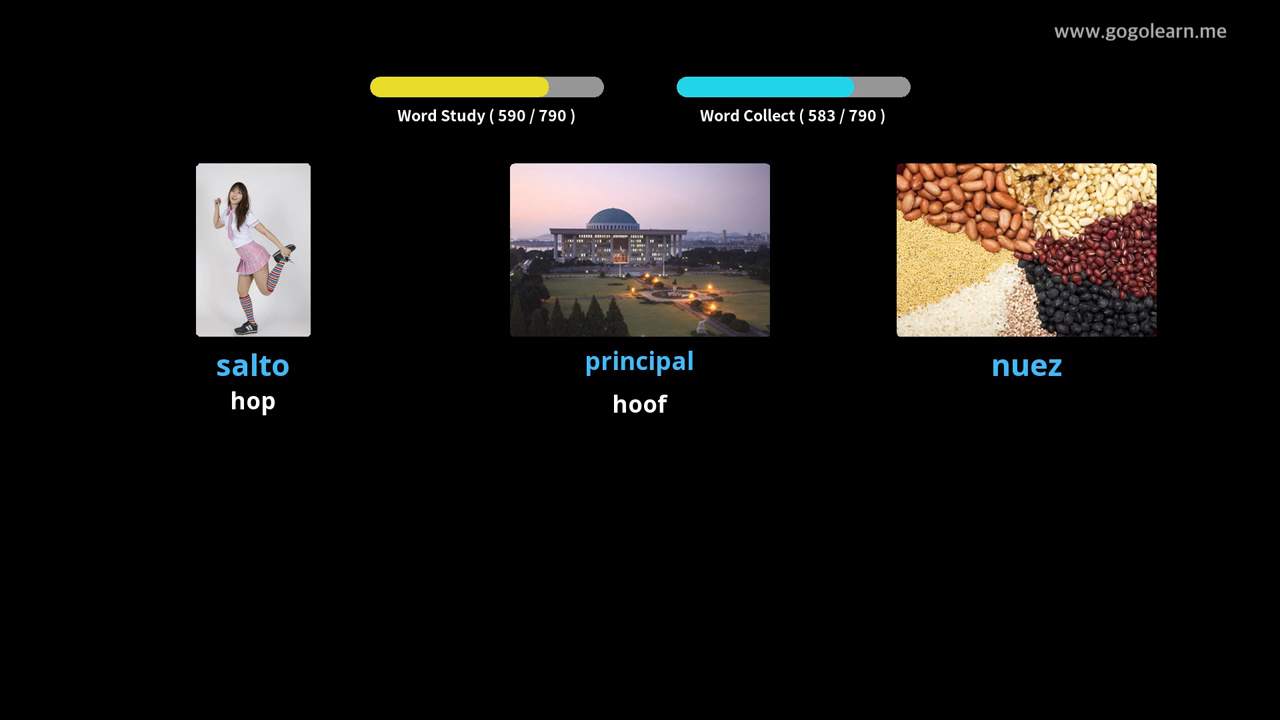 www.gogolearn.me
Word Study ( 590 / 790 )
Word Collect ( 583 / 790 )
salto
hop
principal
hoof
nuez